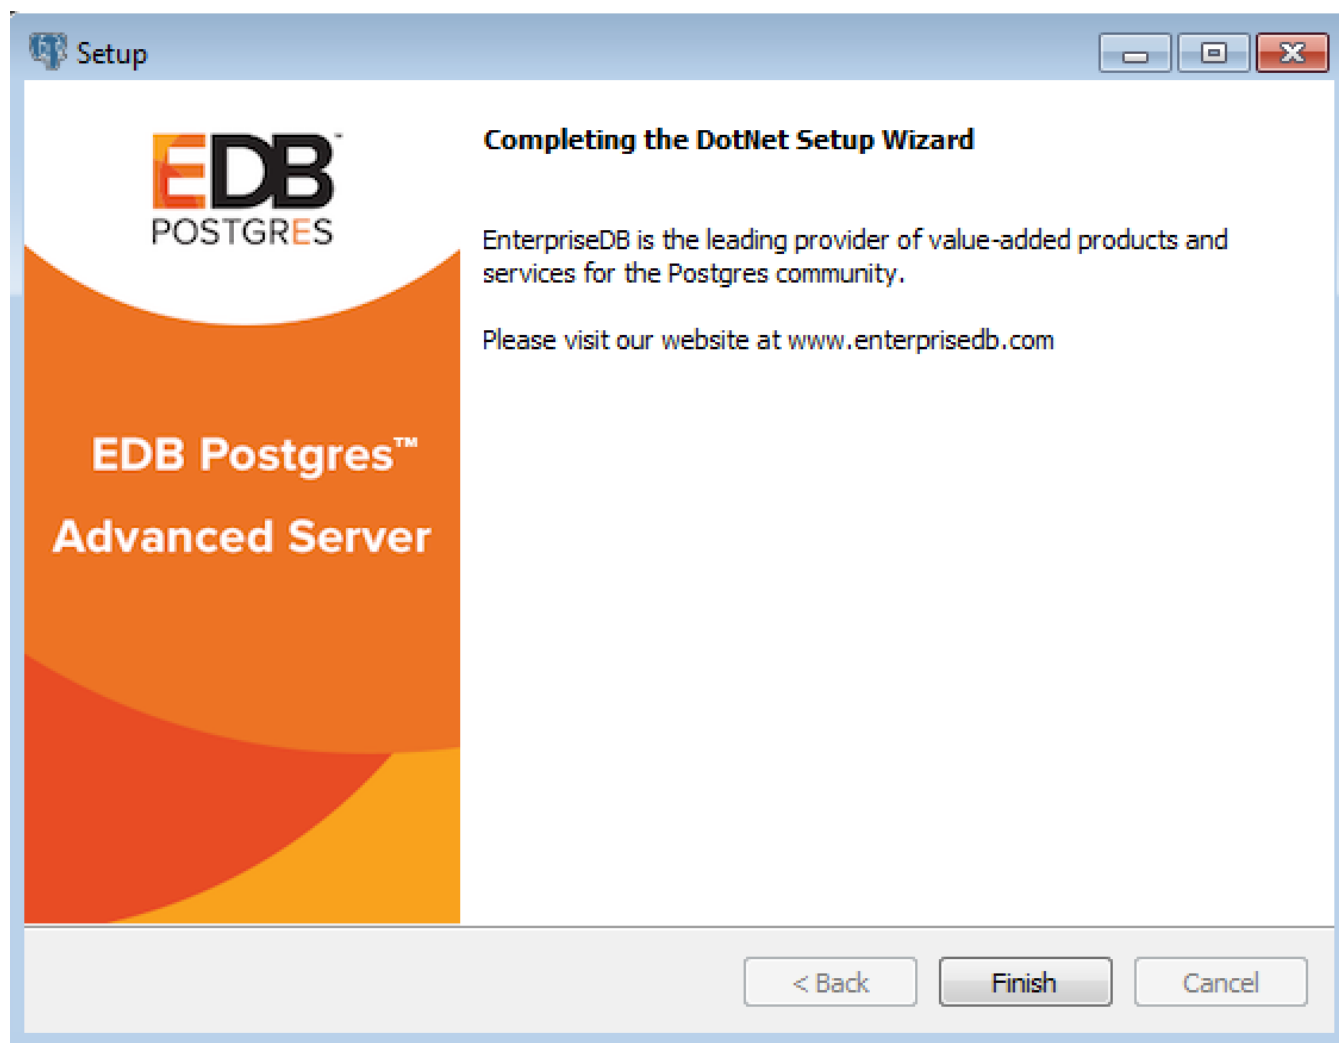 Setup
EDB™
POSTGRES
EDB Postgres™
Advanced Server
Completing the DotNet Setup Wizard
EnterpriseDB is the leading provider of value-added products and
services for the Postgres community.
Please visit our website at www.enterprisedb.com
< Back
Finish
Cancel